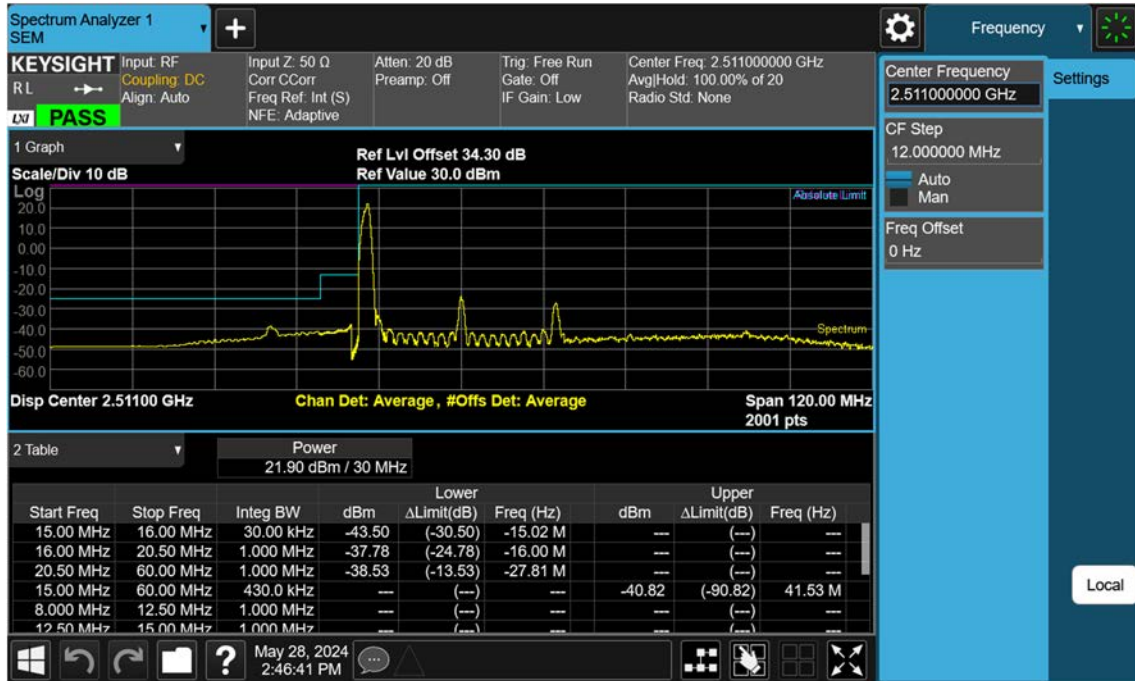 Spectrum Analyzer 1
SEM
Frequency
KEYSIGHT
RL
LXI PASS
Input: RF
Coupling: DC
Align: Auto
Input Z: 50 Ω
Corr CCorr
Freq Ref: Int (S)
NFE: Adaptive
Atten: 20 dB
Preamp: Off
Trig: Free Run
Gate: Off
IF Gain: Low
Center Freq: 2.511000000 GHz
Avg|Hold: 100.00% of 20
Radio Std: None
Center Frequency
2.511000000 GHz
Settings
CF Step
12.000000 MHz
Auto
Man
Freq Offset
0 Hz
Local
1 Graph
Scale/Div 10 dB
Ref Lvl Offset 34.30 dB
Ref Value 30.0 dBm
Log
20.0
10.0
0.00
-10.0
-20.0
-30.0
-40.0
-50.0
-60.0
Limit
Spectrum
Disp Center 2.51100 GHz
Chan Det: Average, #Offs Det: Average
Span 120.00 MHz
2001 pts
2 Table
Power
21.90 dBm / 30 MHz
Lower Upper
Start Freq Stop Freq Integ BW dBm ΔLimit(dB) Freq (Hz) dBm ΔLimit(dB) Freq (Hz)
15.00 MHz 16.00 MHz 30.00 kHz -43.50 (-30.50) -15.02 M --- (---) ---
16.00 MHz 20.50 MHz 1.000 MHz -37.78 (-24.78) -16.00 M --- (---) ---
20.50 MHz 60.00 MHz 1.000 MHz -38.53 (-13.53) -27.81 M --- (---) ---
15.00 MHz 60.00 MHz 430.0 kHz --- (---) --- -40.82 (-90.82) 41.53 M
8.000 MHz 12.50 MHz 1.000 MHz --- (---) --- --- (---) ---
12.50 MHz 15.00 MHz 1.000 MHz --- (---) --- --- (---) ---
?
May 28, 2024
2:46:41 PM